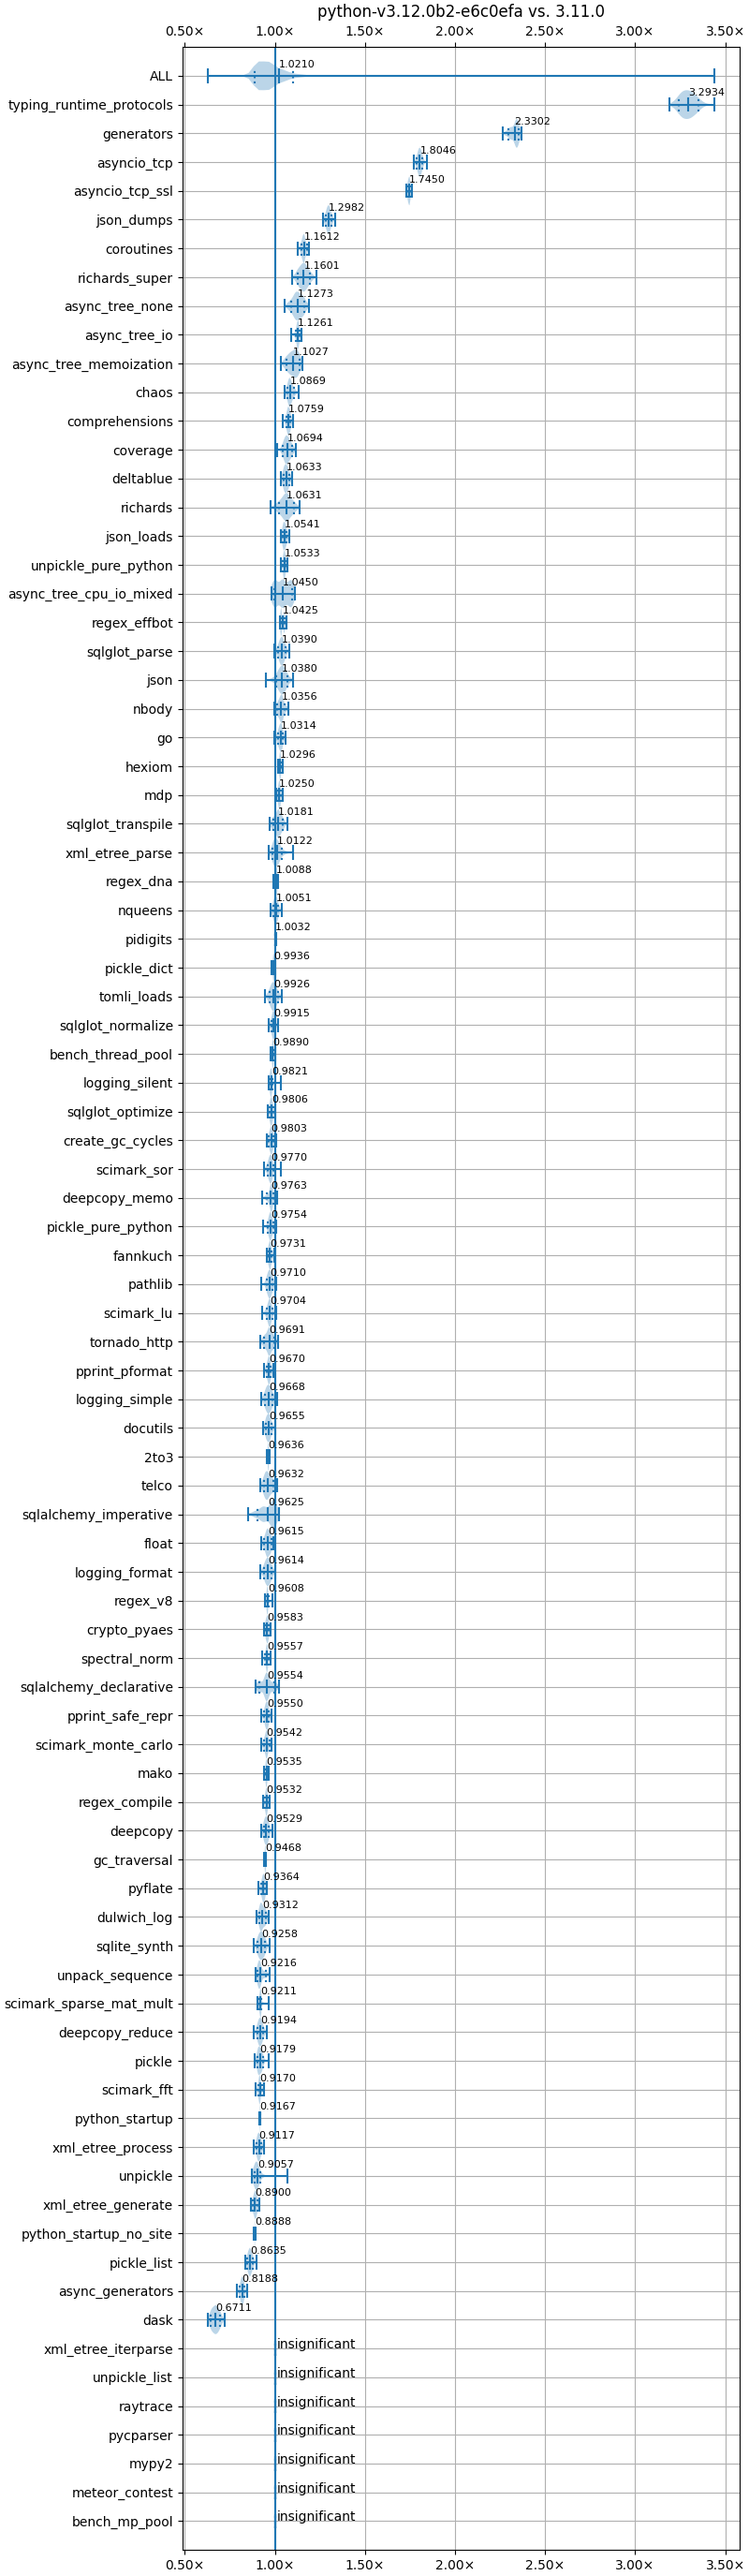 python-v3.12.0b2-e6c0efa vs. 3.11.0
0.50× 1.00× 1.50× 2.00× 2.50× 3.00× 3.50×
ALL 1.0210
typing_runtime_protocols 3.2934
generators 2.3302
asyncio_tcp 1.8046
asyncio_tcp_ssl 1.7450
json_dumps 1.2982
coroutines 1.1612
richards_super 1.1601
async_tree_none 1.1273
async_tree_io 1.1261
async_tree_memoization 1.1027
chaos 1.0869
comprehensions 1.0759
coverage 1.0694
deltablue 1.0633
richards 1.0631
json_loads 1.0541
unpickle_pure_python 1.0533
async_tree_cpu_io_mixed 1.0450
regex_effbot 1.0425
sqlglot_parse 1.0390
json 1.0380
nbody 1.0356
go 1.0314
hexiom 1.0296
mdp 1.0250
sqlglot_transpile 1.0181
xml_etree_parse 1.0122
regex_dna 1.0088
nqueens 1.0051
pidigits 1.0032
pickle_dict 0.9936
tomli_loads 0.9926
sqlglot_normalize 0.9915
bench_thread_pool 0.9890
logging_silent 0.9821
sqlglot_optimize 0.9806
create_gc_cycles 0.9803
scimark_sor 0.9770
deepcopy_memo 0.9763
pickle_pure_python 0.9754
fannkuch 0.9731
pathlib 0.9710
scimark_lu 0.9704
tornado_http 0.9691
pprint_pformat 0.9670
logging_simple 0.9668
docutils 0.9655
2to3 0.9636
telco 0.9632
sqlalchemy_imperative 0.9625
float 0.9615
logging_format 0.9614
regex_v8 0.9608
crypto_pyaes 0.9583
spectral_norm 0.9557
sqlalchemy_declarative 0.9554
pprint_safe_repr 0.9550
scimark_monte_carlo 0.9542
mako 0.9535
regex_compile 0.9532
deepcopy 0.9529
gc_traversal 0.9468
pyflate 0.9364
dulwich_log 0.9312
sqlite_synth 0.9258
unpack_sequence 0.9216
scimark_sparse_mat_mult 0.9211
deepcopy_reduce 0.9194
pickle 0.9179
scimark_fft 0.9170
python_startup 0.9167
xml_etree_process 0.9117
unpickle 0.9057
xml_etree_generate 0.8900
python_startup_no_site 0.8888
pickle_list 0.8635
async_generators 0.8188
dask 0.6711
xml_etree_iterparse insignificant
unpickle_list insignificant
raytrace insignificant
pycparser insignificant
mypy2 insignificant
meteor_contest insignificant
bench_mp_pool insignificant
0.50× 1.00× 1.50× 2.00× 2.50× 3.00× 3.50×